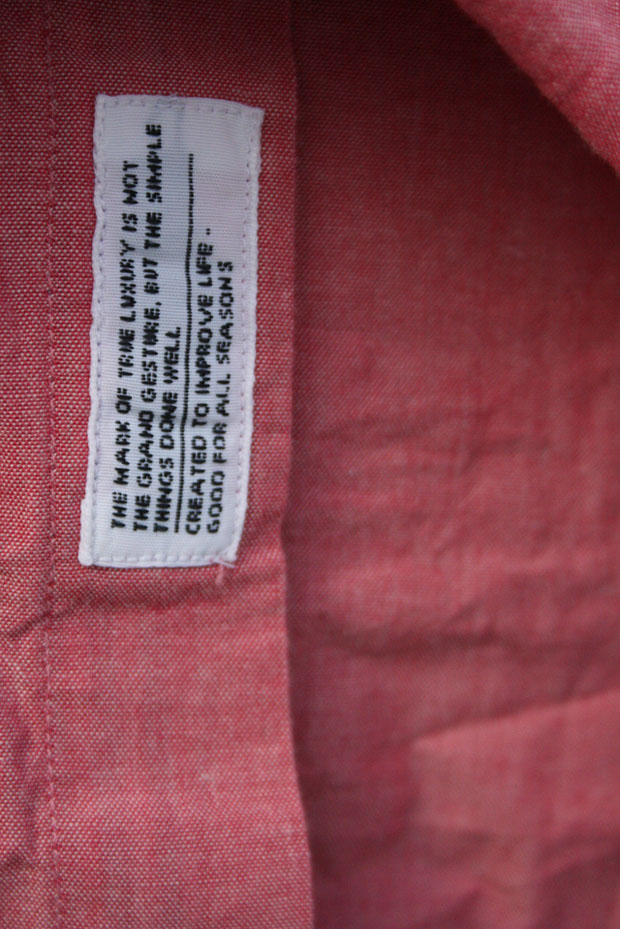 THE MARK OF TRUE LUXURY IS NOT
THE GRAND GESTURE, BUT THE SIMPLE
THINGS DONE WELL
CREATED TO IMPROVE LIFE -
GOOD FOR ALL SEASONS